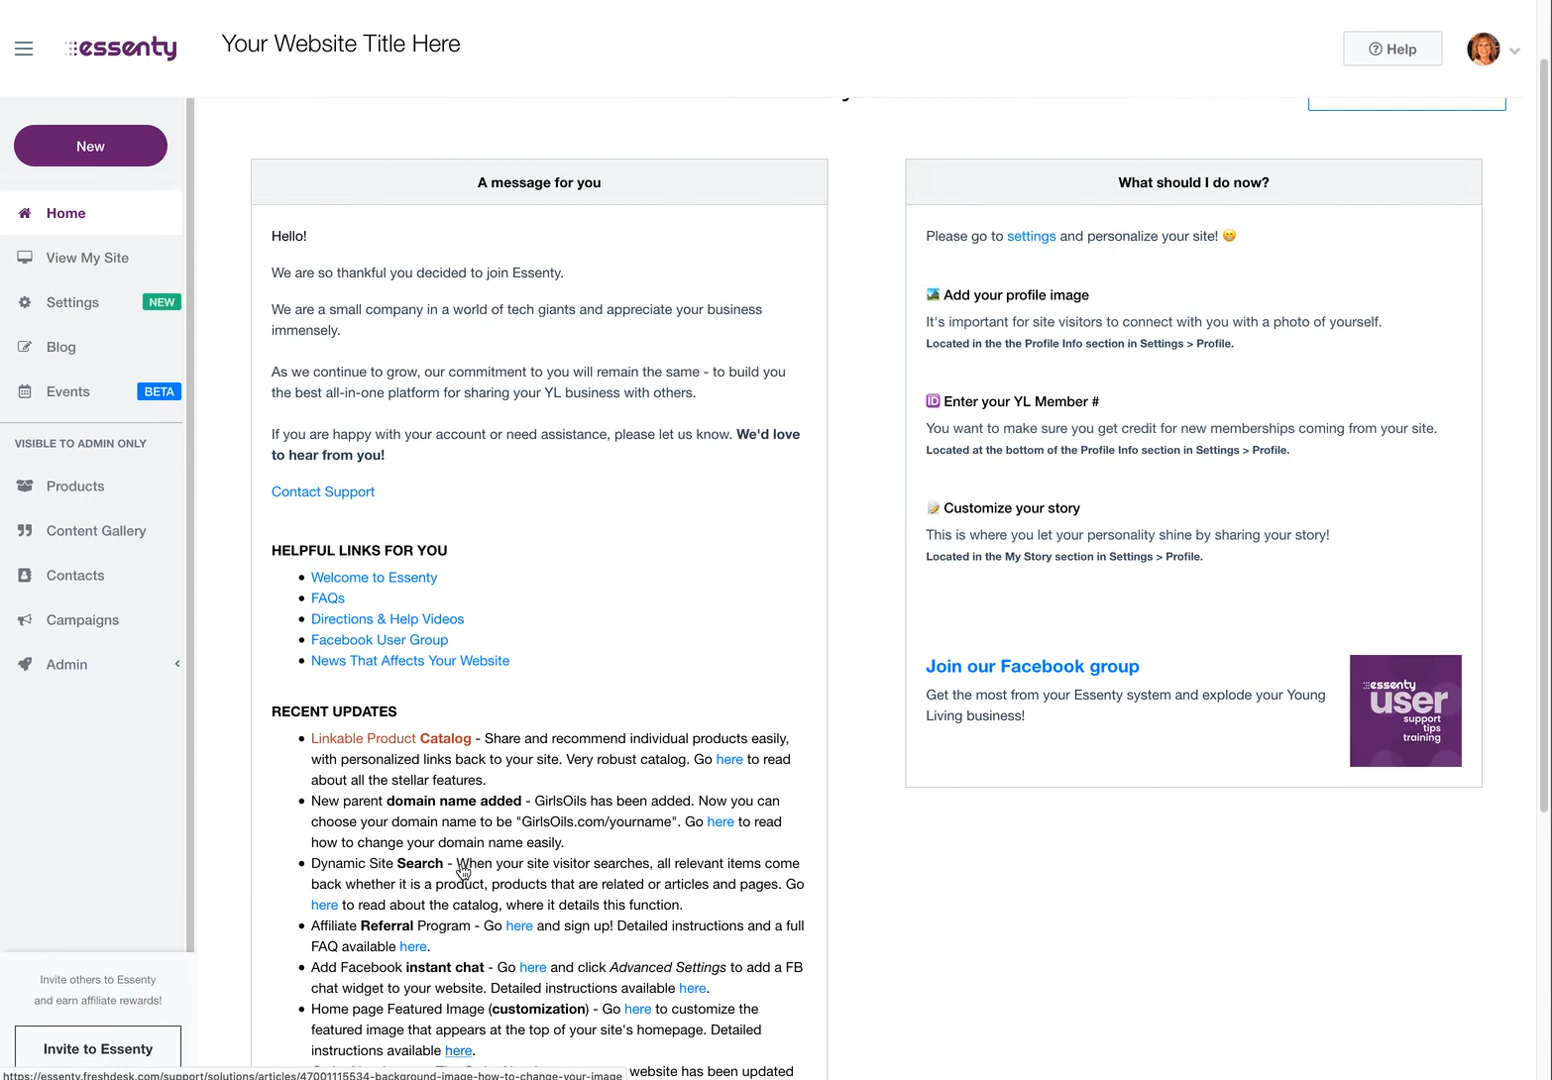 essenty
Your Website Title Here
Help
New
Home
View My Site
Settings
NEW
Blog
Events
BETA
VISIBLE TO ADMIN ONLY
Products
Content Gallery
Contacts
Campaigns
Admin
Invite others to Essenty
and earn affiliate rewards!
Invite to Essenty
A message for you
Hello!
We are so thankful you decided to join Essenty.
We are a small company in a world of tech giants and appreciate your business
immensely.
As we continue to grow, our commitment to you will remain the same - to build you
the best all-in-one platform for sharing your YL business with others.
If you are happy with your account or need assistance, please let us know. We'd love
to hear from you!
Contact Support
HELPFUL LINKS FOR YOU
Welcome to Essenty
FAQs
Directions & Help Videos
Facebook User Group
News That Affects Your Website
RECENT UPDATES
Linkable Product Catalog - Share and recommend individual products easily,
with personalized links back to your site. Very robust catalog. Go here to read
about all the stellar features.
New parent domain name added - GirlsOils has been added. Now you can
choose your domain name to be "GirlsOils.com/yourname". Go here to read
how to change your domain name easily.
Dynamic Site Search - When your site visitor searches, all relevant items come
back whether it is a product, products that are related or articles and pages. Go
here to read about the catalog, where it details this function.
Affiliate Referral Program - Go here and sign up! Detailed instructions and a full
FAQ available here.
Add Facebook instant chat - Go here and click Advanced Settings to add a FB
chat widget to your website. Detailed instructions available here.
Home page Featured Image (customization) - Go here to customize the
featured image that appears at the top of your site's homepage. Detailed
instructions available here.
website has been updated
What should I do now?
Please go to settings and personalize your site!
Add your profile image
It's important for site visitors to connect with you with a photo of yourself.
Located in the the Profile Info section in Settings > Profile.
Enter your YL Member #
You want to make sure you get credit for new memberships coming from your site.
Located at the bottom of the Profile Info section in Settings > Profile.
Customize your story
This is where you let your personality shine by sharing your story!
Located in the My Story section in Settings > Profile.
Join our Facebook group
Get the most from your Essenty system and explode your Young
Living business!
essenty
user
support
tips
training
https://essenty.freshdesk.com/support/solutions/articles/47001115534-background-image-how-to-change-your-image